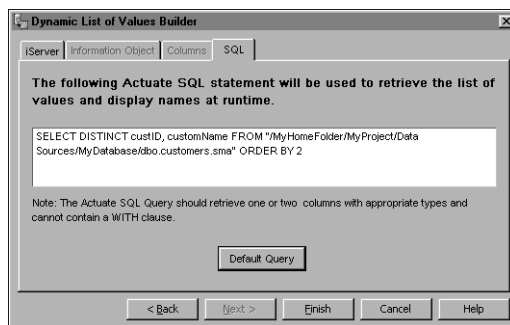 Dynamic List of Values Builder
iServer Information Object Columns SQL
The following Actuate SQL statement will be used to retrieve the list of
values and display names at runtime.
SELECT DISTINCT custID, customName FROM "/MyHomeFolder/MyProject/Data
Sources/MyDatabase/dbo.customers.sma" ORDER BY 2
Note: The Actuate SQL Query should retrieve one or two columns with appropriate types and
cannot contain a WITH clause.
Default Query
< Back Next > Finish Cancel Help